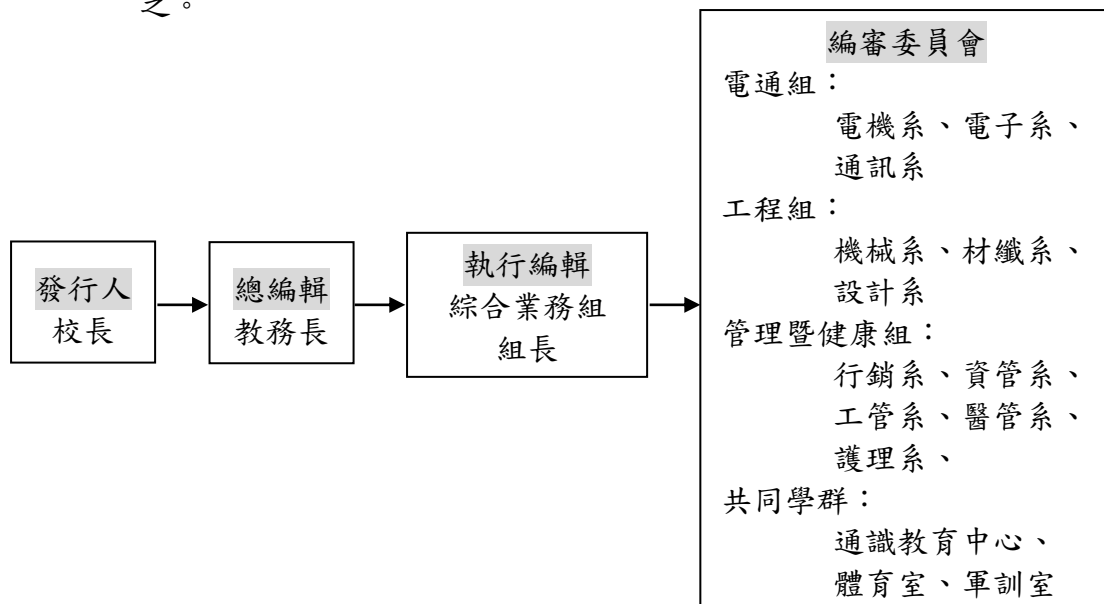 之。
發行人
校長
總編輯
教務長
執行編輯
綜合業務組
組長
編審委員會
電通組：
電機系、電子系、
通訊系
工程組：
機械系、材纖系、
設計系
管理暨健康組：
行銷系、資管系、
工管系、醫管系、
護理系、
共同學群：
通識教育中心、
體育室、軍訓室